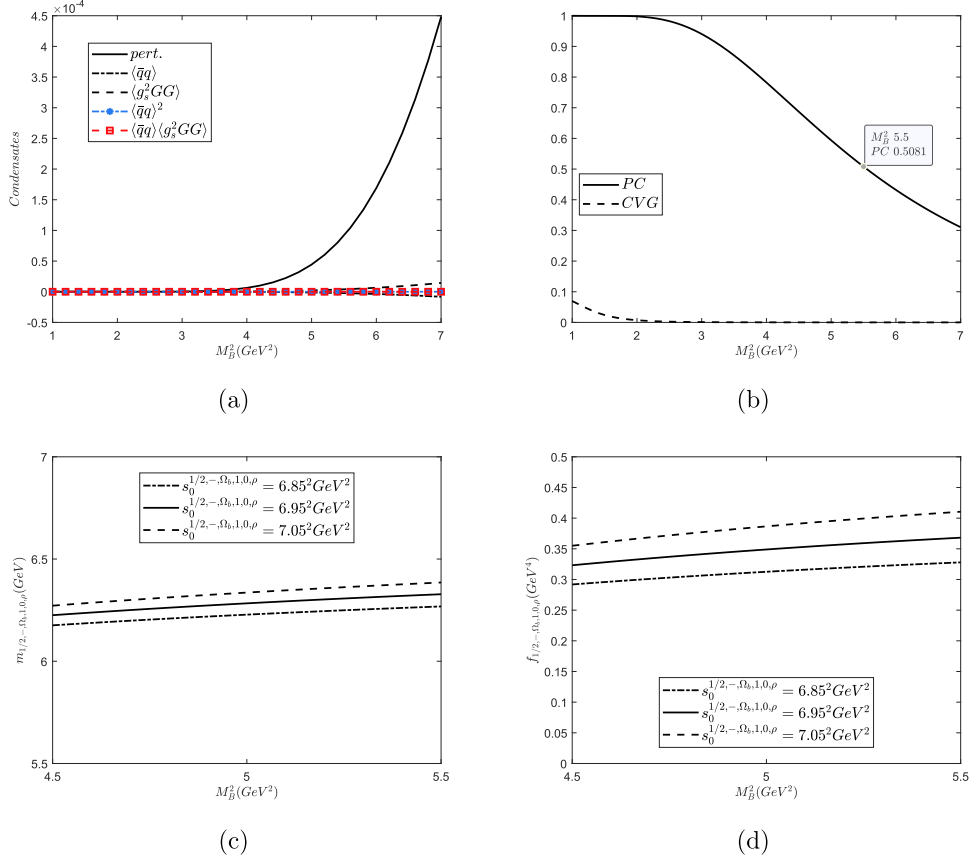 ×10⁻⁴
4.5
4
3.5
3
2.5
2
1.5
1
0.5
0
-0.5
Condensates
pert.
⟨q̄q⟩
⟨g_s²GG⟩
⟨q̄q⟩²
⟨q̄q⟩⟨g_s²GG⟩
1 2 3 4 5 6 7
M_B²(GeV²)
(a)
1
0.9
0.8
0.7
0.6
0.5
0.4
0.3
0.2
0.1
0
M_B² 5.5
PC 0.5081
PC
CVG
1 2 3 4 5 6 7
M_B²(GeV²)
(b)
7
6.5
6
5.5
m_{1/2,−,Ω_b,1,0,ρ}(GeV)
s_0^{1/2,−,Ω_b,1,0,ρ} = 6.85²GeV²
s_0^{1/2,−,Ω_b,1,0,ρ} = 6.95²GeV²
s_0^{1/2,−,Ω_b,1,0,ρ} = 7.05²GeV²
4.5 5 5.5
M_B²(GeV²)
(c)
0.5
0.45
0.4
0.35
0.3
0.25
0.2
0.15
0.1
0.05
0
f_{1/2,−,Ω_b,1,0,ρ}(GeV⁴)
s_0^{1/2,−,Ω_b,1,0,ρ} = 6.85²GeV²
s_0^{1/2,−,Ω_b,1,0,ρ} = 6.95²GeV²
s_0^{1/2,−,Ω_b,1,0,ρ} = 7.05²GeV²
4.5 5 5.5
M_B²(GeV²)
(d)